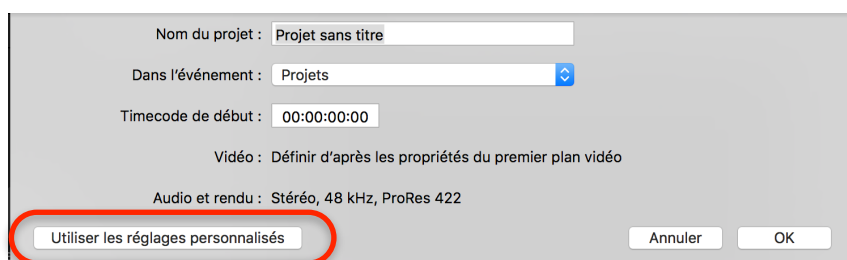 Nom du projet : Projet sans titre
Dans l'événement : Projets
Timecode de début : 00:00:00:00
Vidéo : Définir d'après les propriétés du premier plan vidéo
Audio et rendu : Stéréo, 48 kHz, ProRes 422
Utiliser les réglages personnalisés Annuler OK